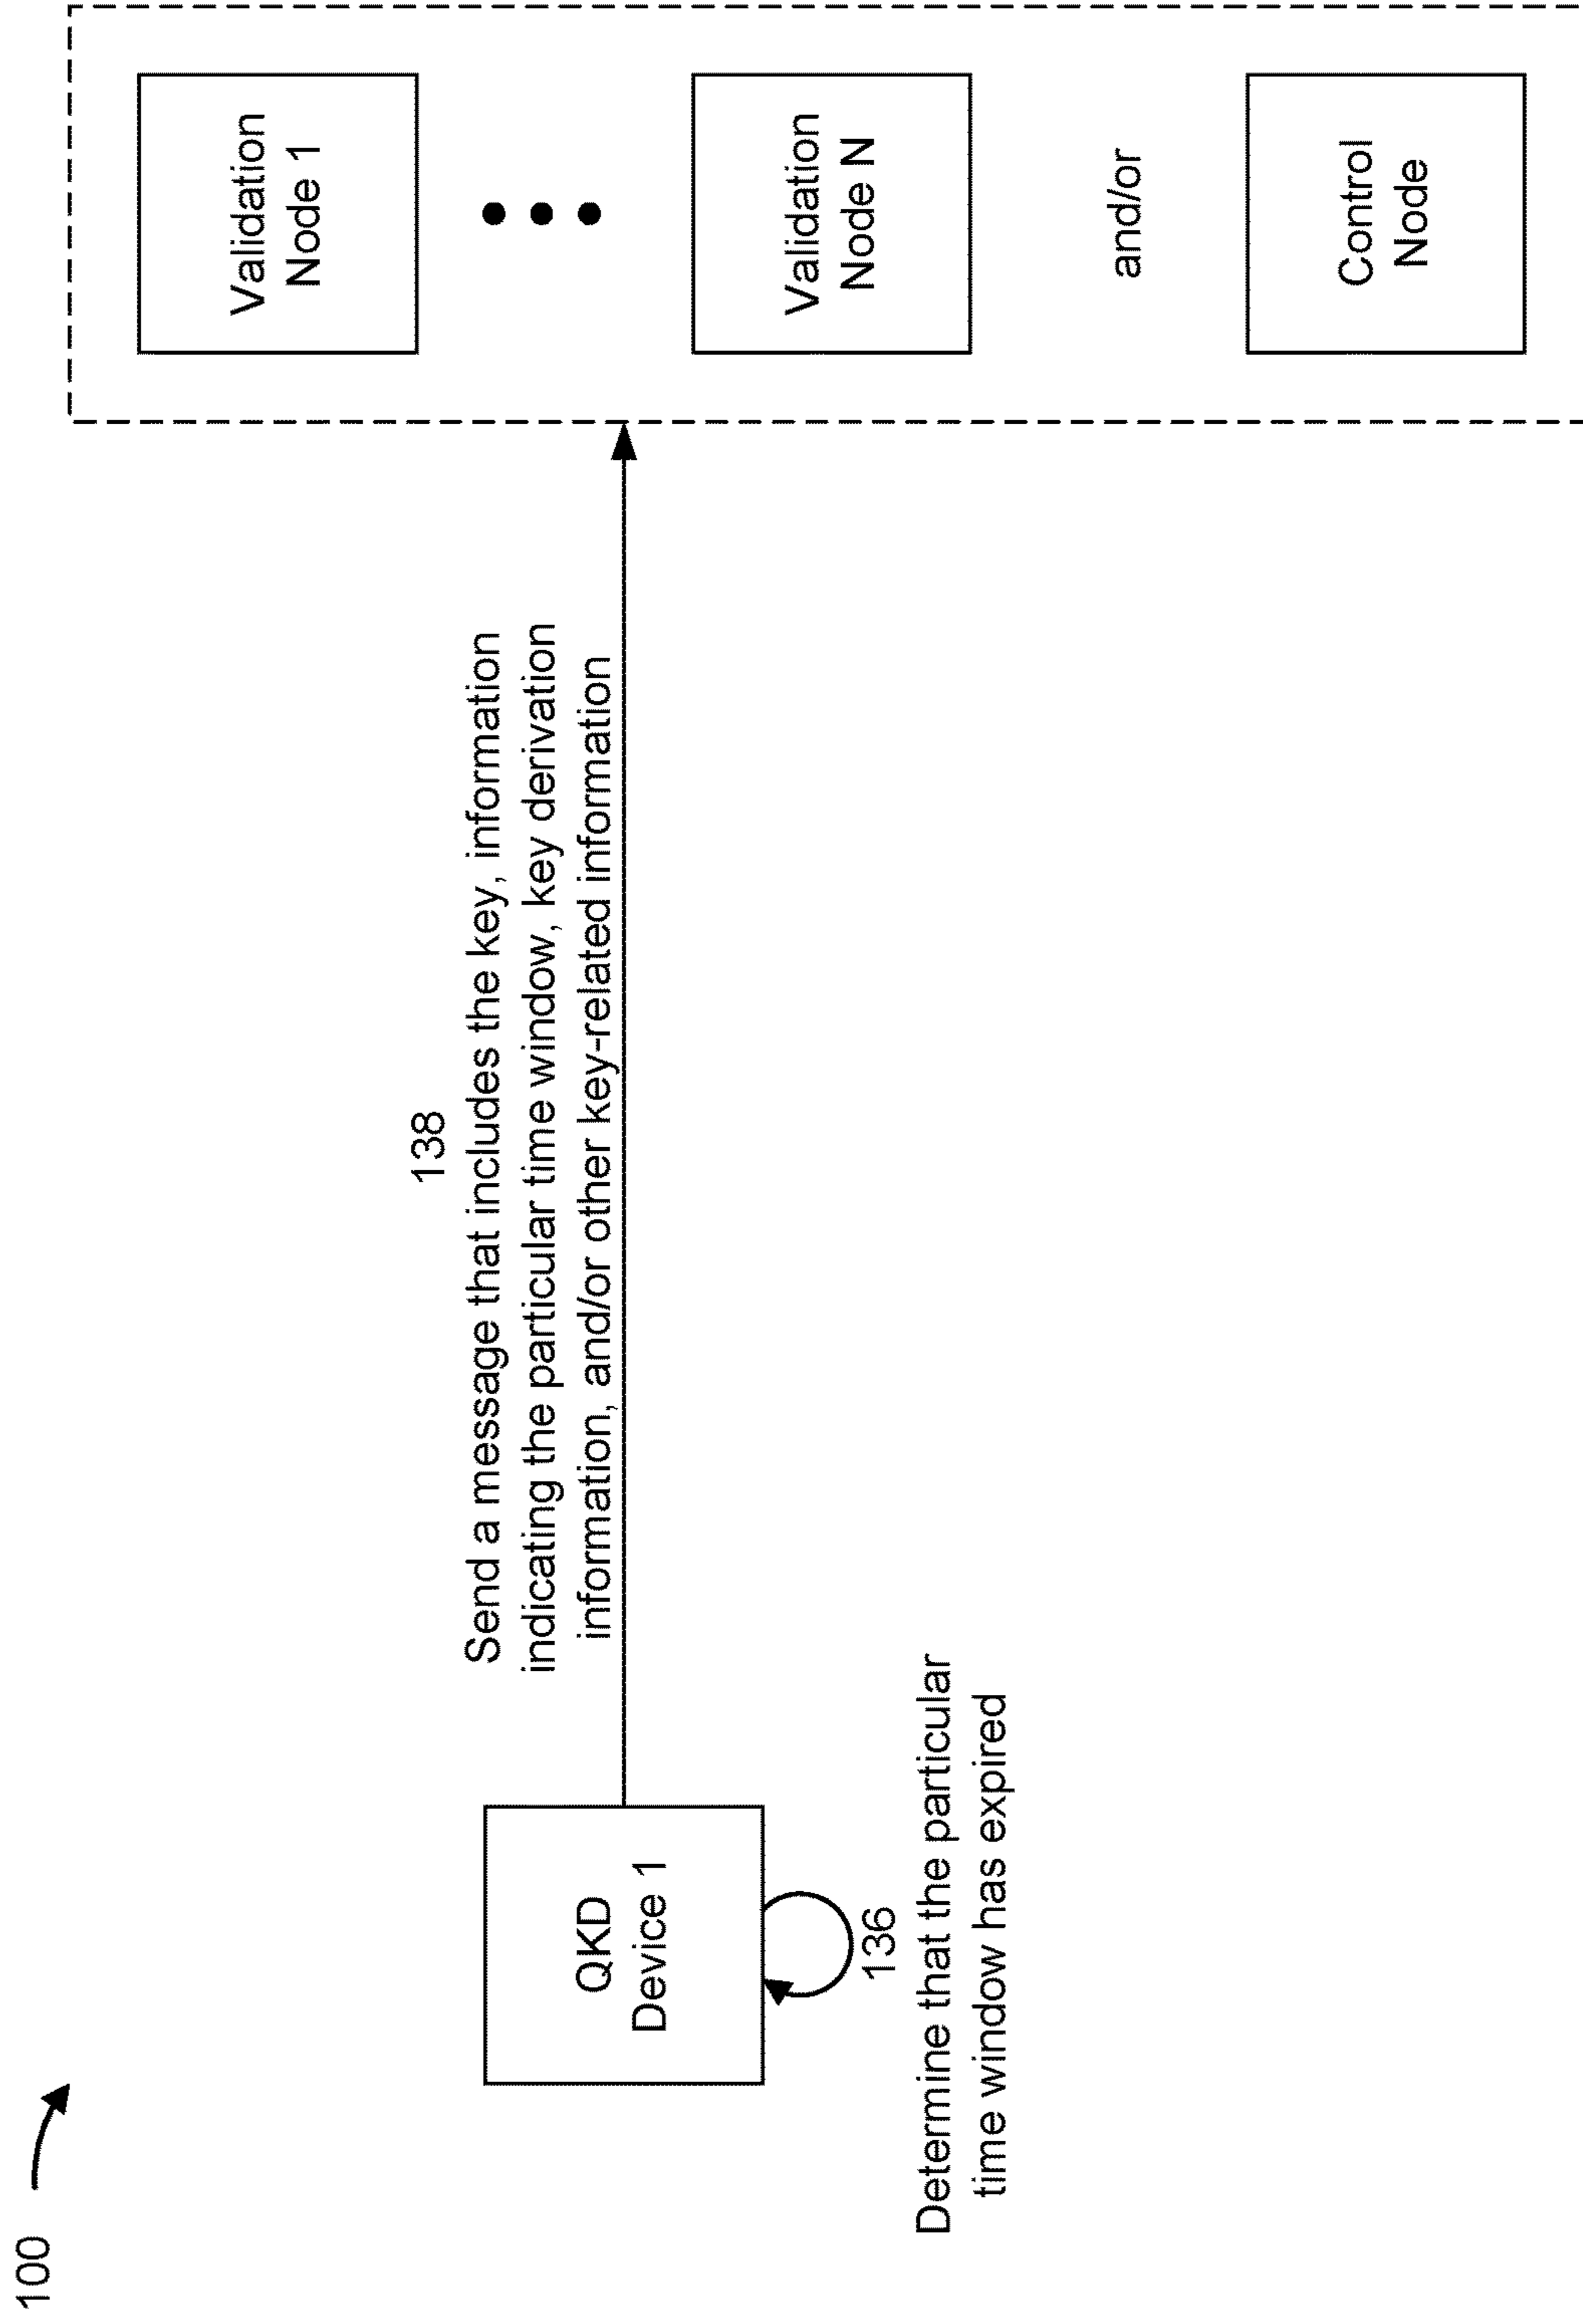 100
138
Send a message that includes the key, information
indicating the particular time window, key derivation
information, and/or other key-related information
QKD
Device 1
136
Determine that the particular
time window has expired
Validation
Node 1
Validation
Node N
and/or
Control
Node